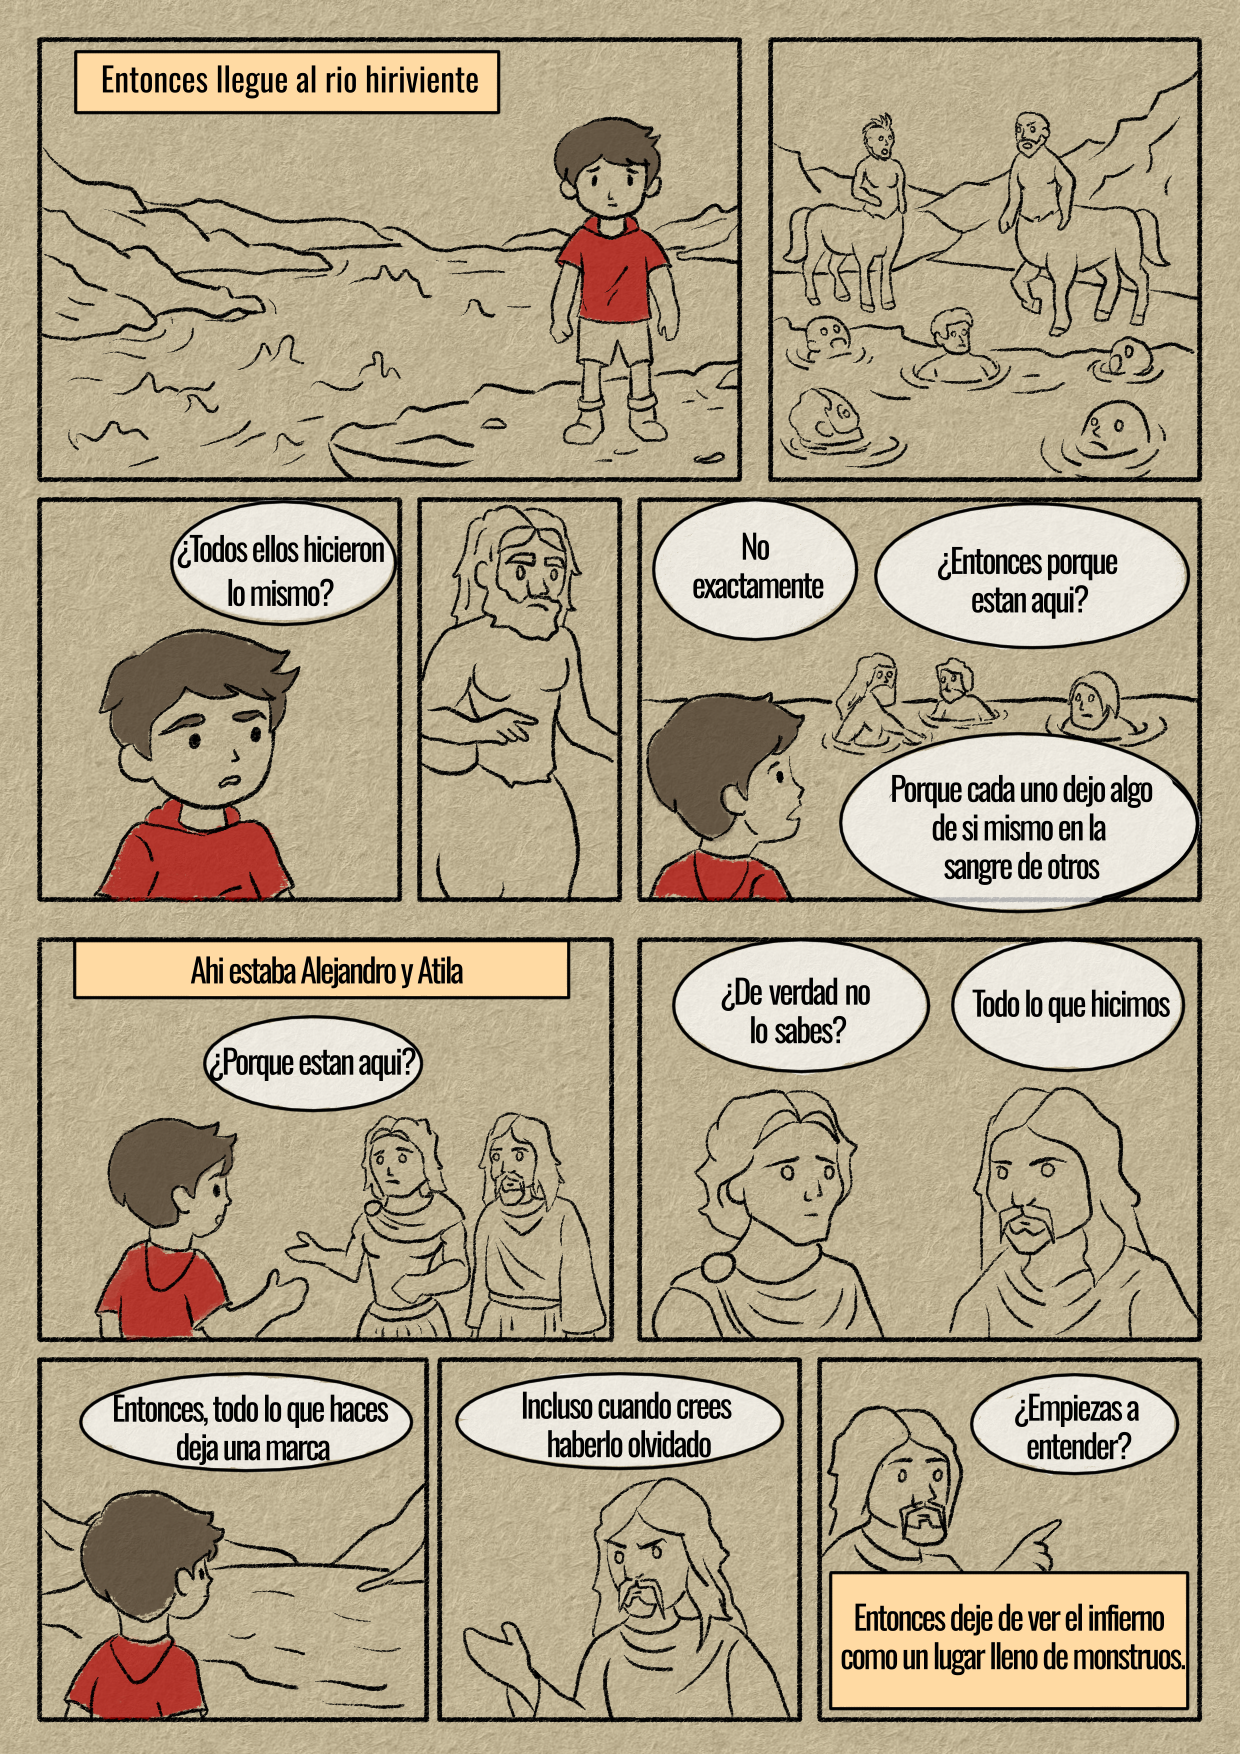 Entonces llegue al rio hiriviente
¿Todos ellos hicieron
lo mismo?
No
exactamente
¿Entonces porque
estan aqui?
Porque cada uno dejo algo
de si mismo en la
sangre de otros
Ahi estaba Alejandro y Atila
¿Porque estan aqui?
¿De verdad no
lo sabes?
Todo lo que hicimos
Entonces, todo lo que haces
deja una marca
Incluso cuando crees
haberlo olvidado
¿Empiezas a
entender?
Entonces deje de ver el infierno
como un lugar lleno de monstruos.